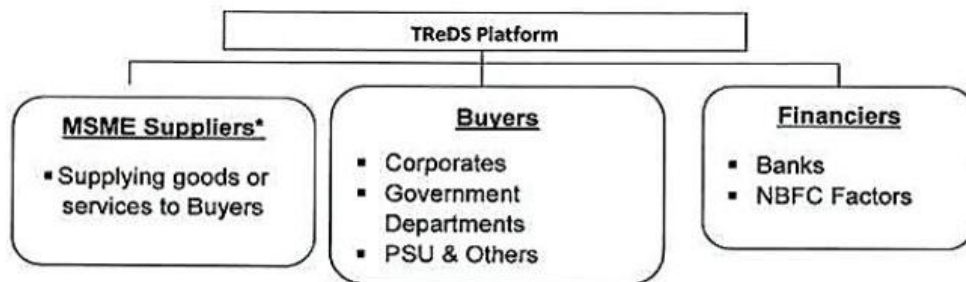 TReDS Platform
MSME Suppliers*
▪ Supplying goods or
services to Buyers
Buyers
▪ Corporates
▪ Government
Departments
▪ PSU & Others
Financiers
▪ Banks
▪ NBFC Factors